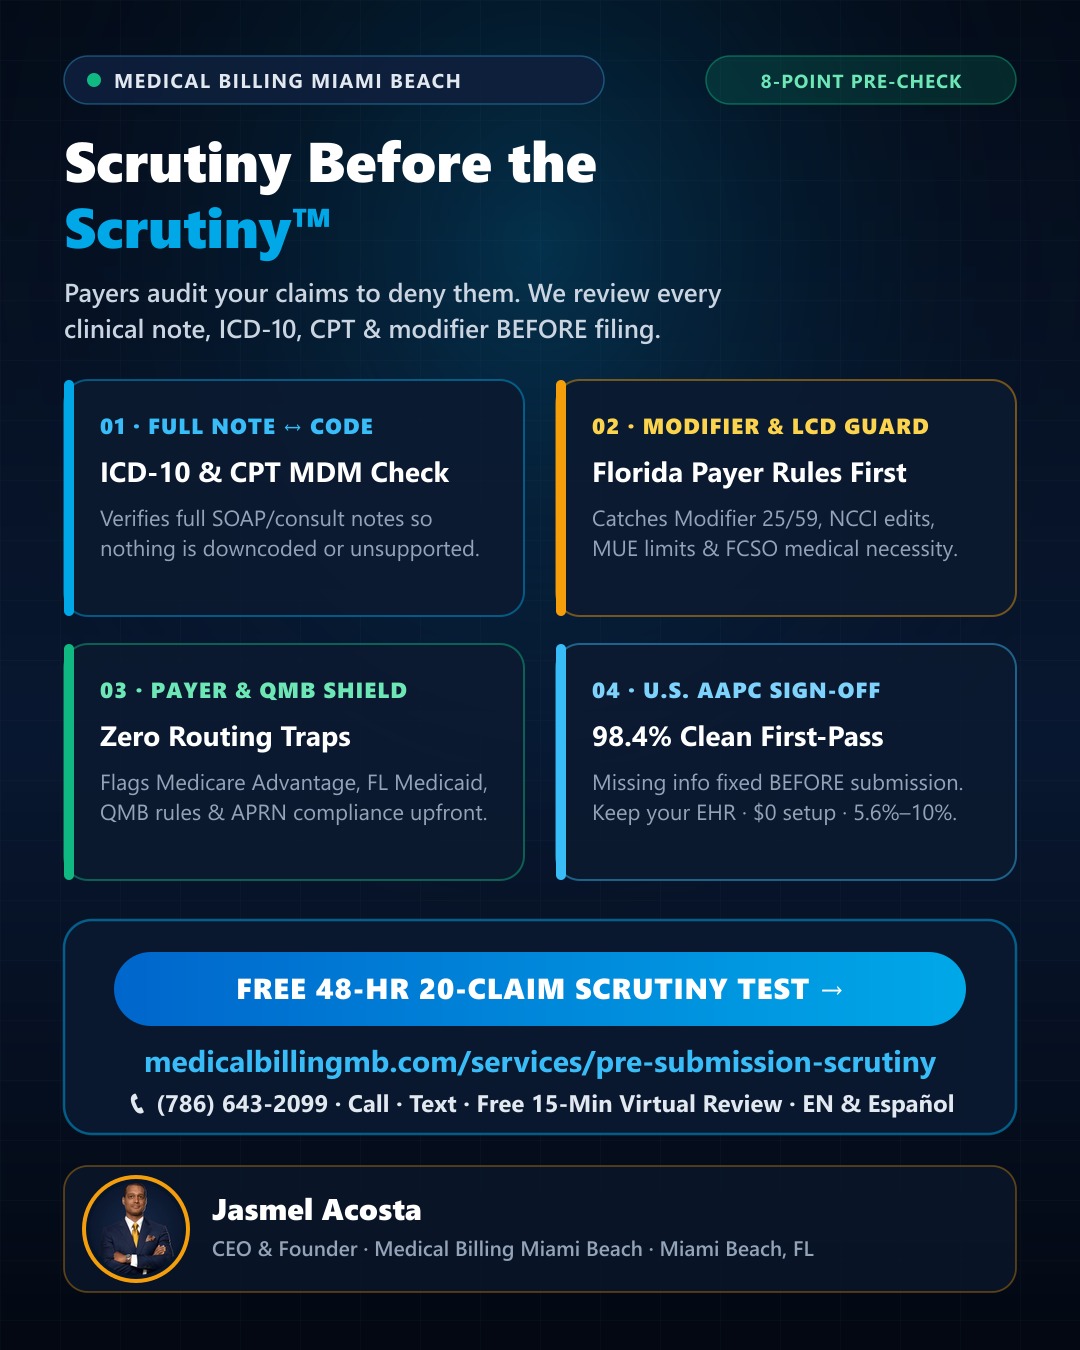 MEDICAL BILLING MIAMI BEACH
8-POINT PRE-CHECK
Scrutiny Before the
Scrutiny™
Payers audit your claims to deny them. We review every
clinical note, ICD-10, CPT & modifier BEFORE filing.
01 · FULL NOTE ↔ CODE
ICD-10 & CPT MDM Check
Verifies full SOAP/consult notes so
nothing is downcoded or unsupported.
02 · MODIFIER & LCD GUARD
Florida Payer Rules First
Catches Modifier 25/59, NCCI edits,
MUE limits & FCSO medical necessity.
03 · PAYER & QMB SHIELD
Zero Routing Traps
Flags Medicare Advantage, FL Medicaid,
QMB rules & APRN compliance upfront.
04 · U.S. AAPC SIGN-OFF
98.4% Clean First-Pass
Missing info fixed BEFORE submission.
Keep your EHR · $0 setup · 5.6%–10%.
FREE 48-HR 20-CLAIM SCRUTINY TEST →
medicalbillingmb.com/services/pre-submission-scrutiny
(786) 643-2099 · Call · Text · Free 15-Min Virtual Review · EN & Español
Jasmel Acosta
CEO & Founder · Medical Billing Miami Beach · Miami Beach, FL